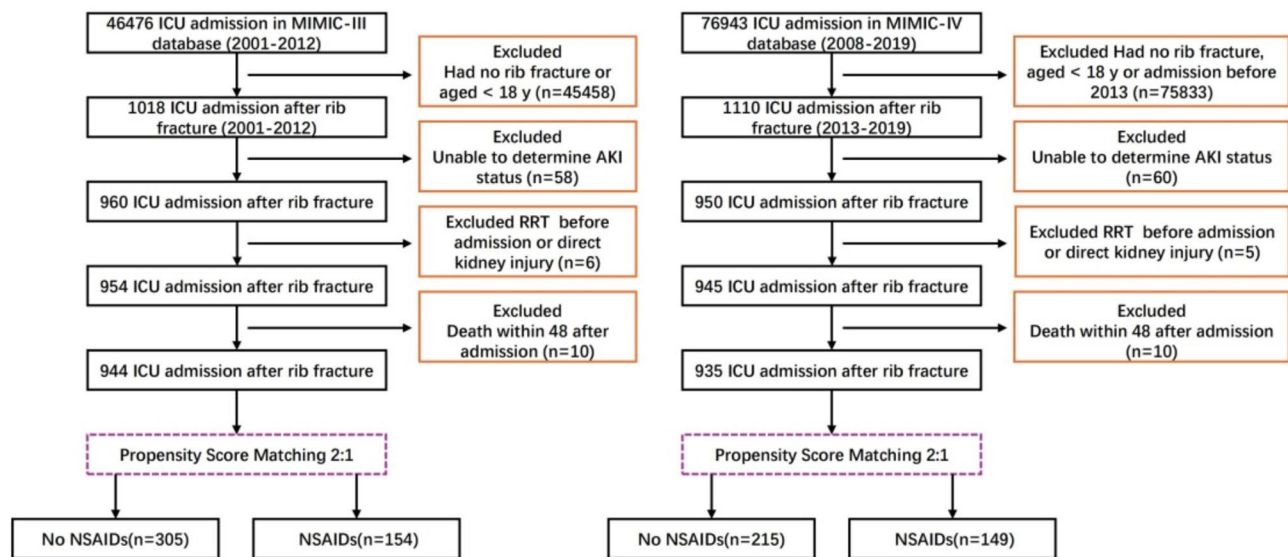 46476 ICU admission in MIMIC-III
database (2001-2012)
Excluded
Had no rib fracture or
aged < 18 y (n=45458)
1018 ICU admission after rib
fracture (2001-2012)
Excluded
Unable to determine AKI
status (n=58)
960 ICU admission after rib fracture
Excluded RRT before
admission or direct
kidney injury (n=6)
954 ICU admission after rib fracture
Excluded
Death within 48 after
admission (n=10)
944 ICU admission after rib fracture
Propensity Score Matching 2:1
No NSAIDs(n=305)
NSAIDs(n=154)
76943 ICU admission in MIMIC-IV
database (2008-2019)
Excluded Had no rib fracture,
aged < 18 y or admission before
2013 (n=75833)
1110 ICU admission after rib
fracture (2013-2019)
Excluded
Unable to determine AKI status
(n=60)
950 ICU admission after rib fracture
Excluded RRT before admission
or direct kidney injury (n=5)
945 ICU admission after rib fracture
Excluded
Death within 48 after admission
(n=10)
935 ICU admission after rib fracture
Propensity Score Matching 2:1
No NSAIDs(n=215)
NSAIDs(n=149)